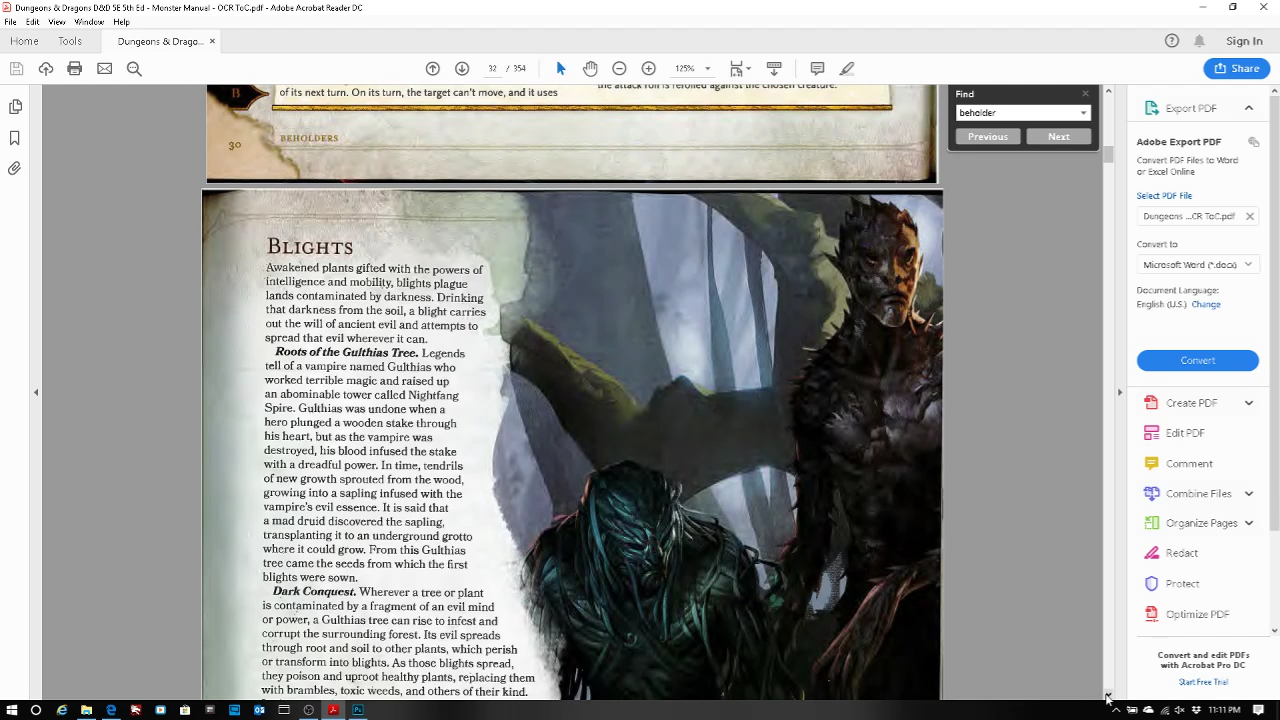 Dungeons & Dragons D&D 5E 5th Ed - Monster Manual - OCR ToC.pdf - Adobe Acrobat Reader DC
File Edit View Window Help
Home Tools Dungeons & Drago... × Sign In
32 / 354 125% Share
of its next turn. On its turn, the target can't move, and it uses
the attack roll is rerolled against the chosen creature.
B
30 BEHOLDERS
Find
beholder
Previous Next
BLIGHTS
Awakened plants gifted with the powers of
intelligence and mobility, blights plague
lands contaminated by darkness. Drinking
that darkness from the soil, a blight carries
out the will of ancient evil and attempts to
spread that evil wherever it can.
Roots of the Gulthias Tree. Legends
tell of a vampire named Gulthias who
worked terrible magic and raised up
an abominable tower called Nightfang
Spire. Gulthias was undone when a
hero plunged a wooden stake through
his heart, but as the vampire was
destroyed, his blood infused the stake
with a dreadful power. In time, tendrils
of new growth sprouted from the wood,
growing into a sapling infused with the
vampire's evil essence. It is said that
a mad druid discovered the sapling,
transplanting it to an underground grotto
where it could grow. From this Gulthias
tree came the seeds from which the first
blights were sown.
Dark Conquest. Wherever a tree or plant
is contaminated by a fragment of an evil mind
or power, a Gulthias tree can rise to infest and
corrupt the surrounding forest. Its evil spreads
through root and soil to other plants, which perish
or transform into blights. As those blights spread,
they poison and uproot healthy plants, replacing them
with brambles, toxic weeds, and others of their kind.
Export PDF
Adobe Export PDF
Convert PDF Files to Word
or Excel Online
Select PDF File
Dungeons ...CR ToC.pdf
Convert to
Microsoft Word (*.docx)
Document Language:
English (U.S.) Change
Convert
Create PDF
Edit PDF
Comment
Combine Files
Organize Pages
Redact
Protect
Optimize PDF
Convert and edit PDFs
with Acrobat Pro DC
Start Free Trial
11:11 PM